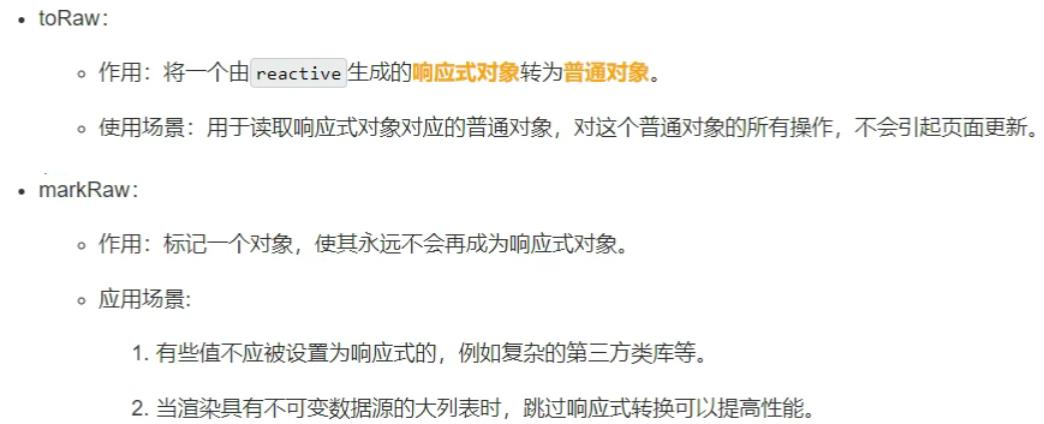 toRaw：
作用：将一个由reactive生成的响应式对象转为普通对象。
使用场景：用于读取响应式对象对应的普通对象，对这个普通对象的所有操作，不会引起页面更新。
markRaw：
作用：标记一个对象，使其永远不会再成为响应式对象。
应用场景:
1. 有些值不应被设置为响应式的，例如复杂的第三方类库等。
2. 当渲染具有不可变数据源的大列表时，跳过响应式转换可以提高性能。